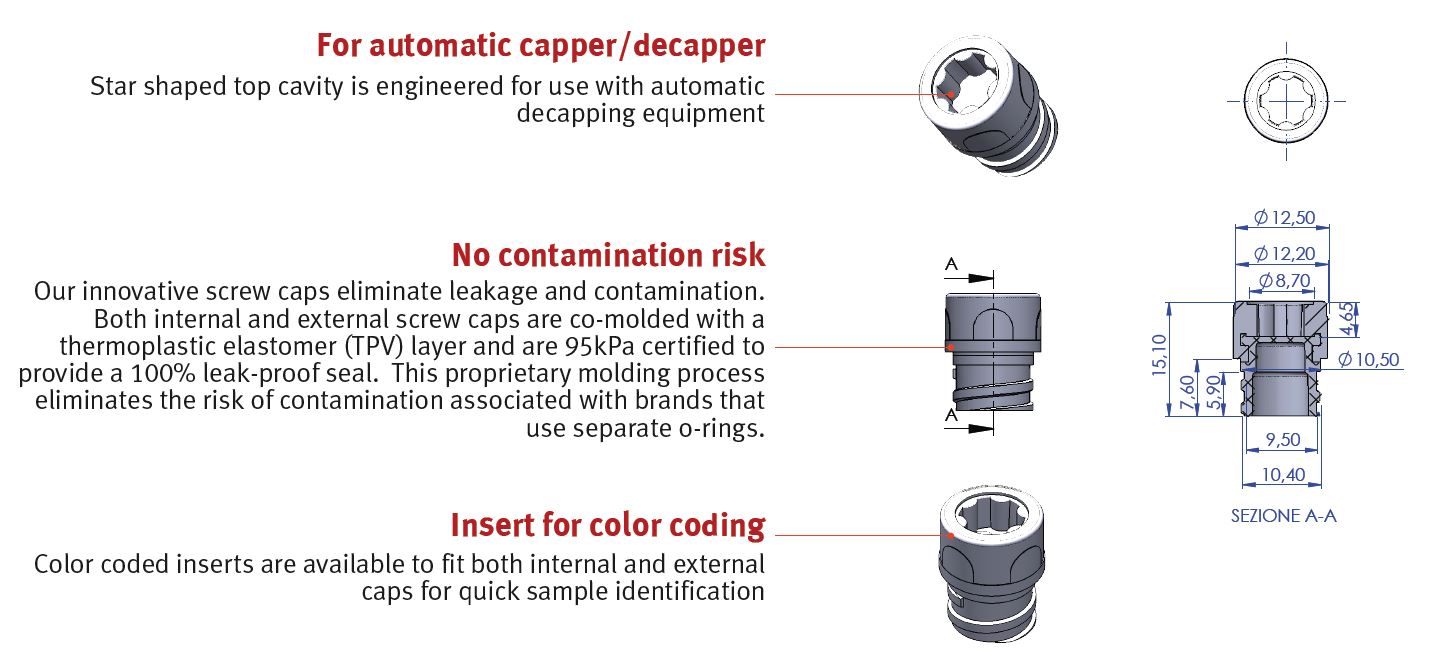 For automatic capper/decapper
Star shaped top cavity is engineered for use with automatic
decapping equipment
No contamination risk
Our innovative screw caps eliminate leakage and contamination.
Both internal and external screw caps are co-molded with a
thermoplastic elastomer (TPV) layer and are 95kPa certified to
provide a 100% leak-proof seal.  This proprietary molding process
eliminates the risk of contamination associated with brands that
use separate o-rings.
Insert for color coding
Color coded inserts are available to fit both internal and external
caps for quick sample identification
A
A
∅12,50
∅12,20
∅8,70
4,65
15,10
∅10,50
7,60
5,90
9,50
10,40
SEZIONE A-A